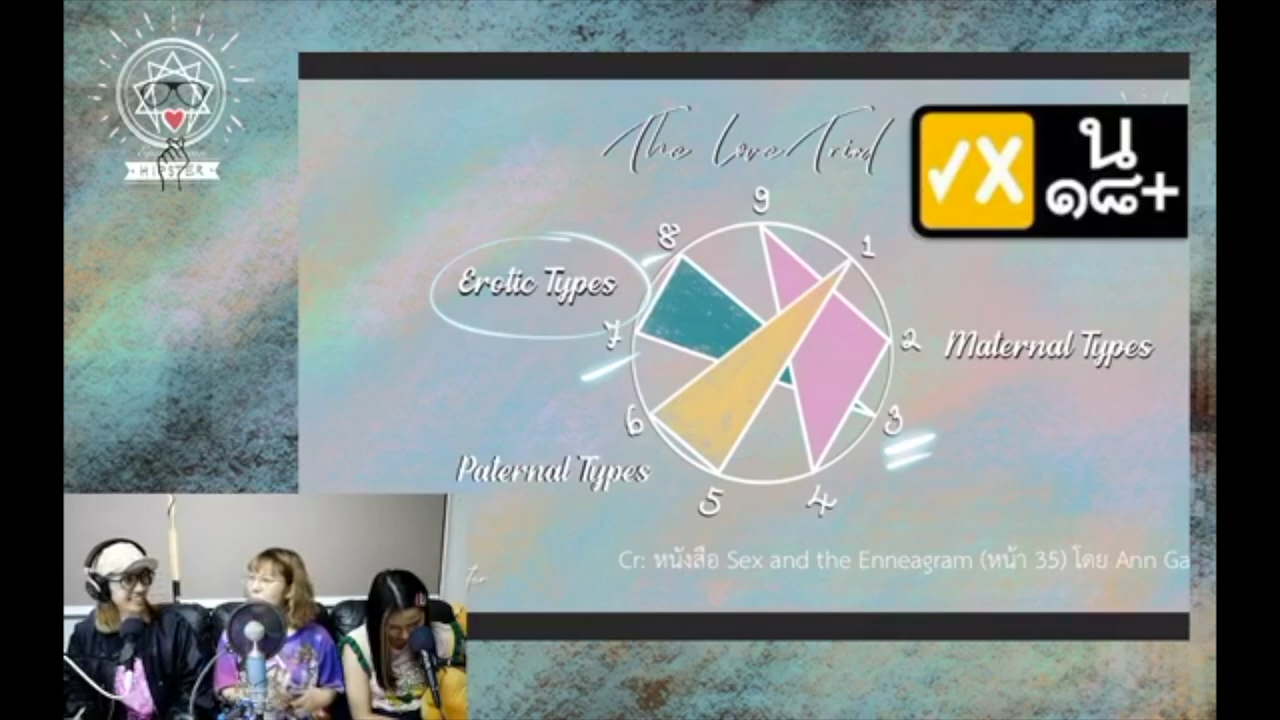 HIPSTER
The Love Triad
น
๑๘+
9
8
1
Erotic Types
7
2
Maternal Types
6
3
Paternal Types
5
4
Cr: หนังสือ Sex and the Enneagram (หน้า 35) โดย Ann Ga